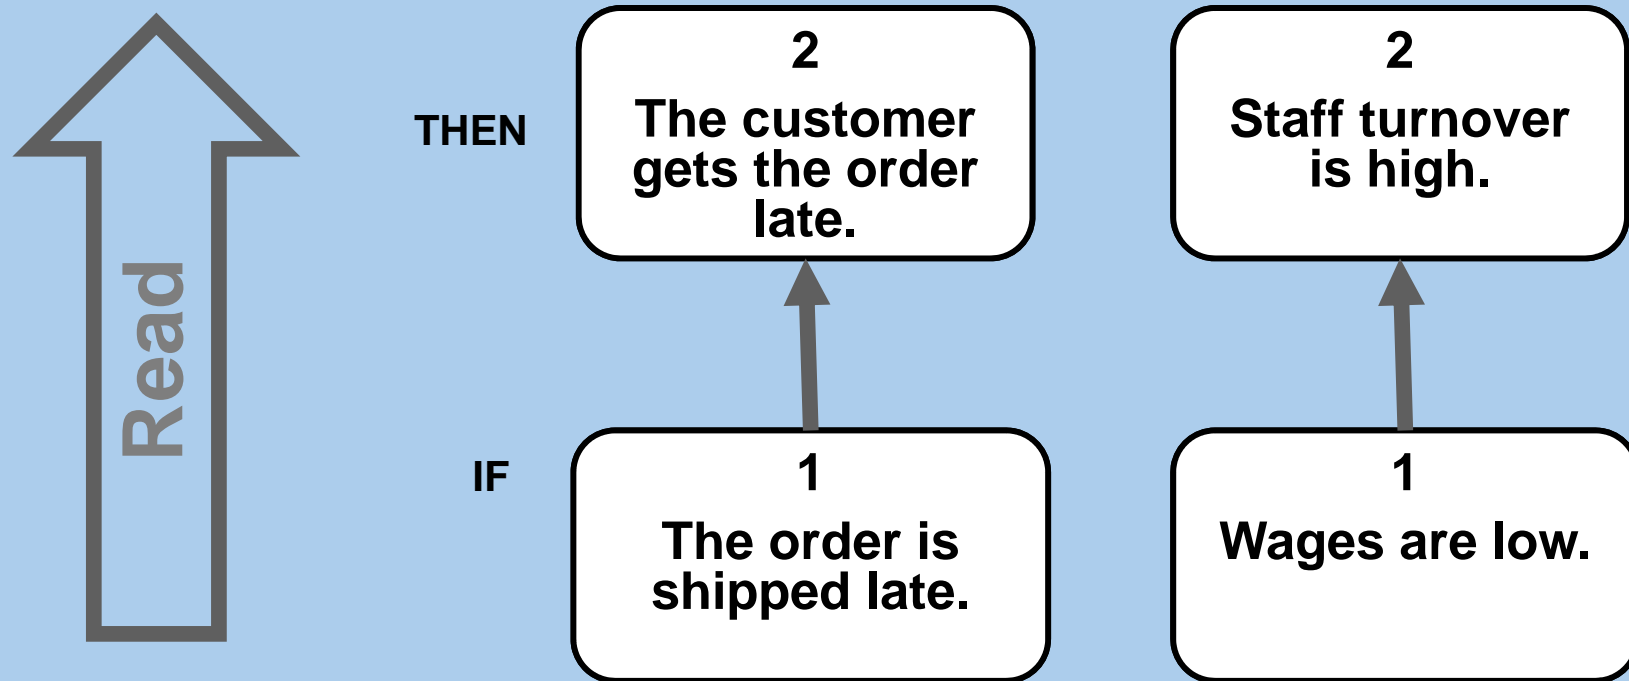 Read
THEN
2
The customer
gets the order
late.
2
Staff turnover
is high.
IF
1
The order is
shipped late.
1
Wages are low.